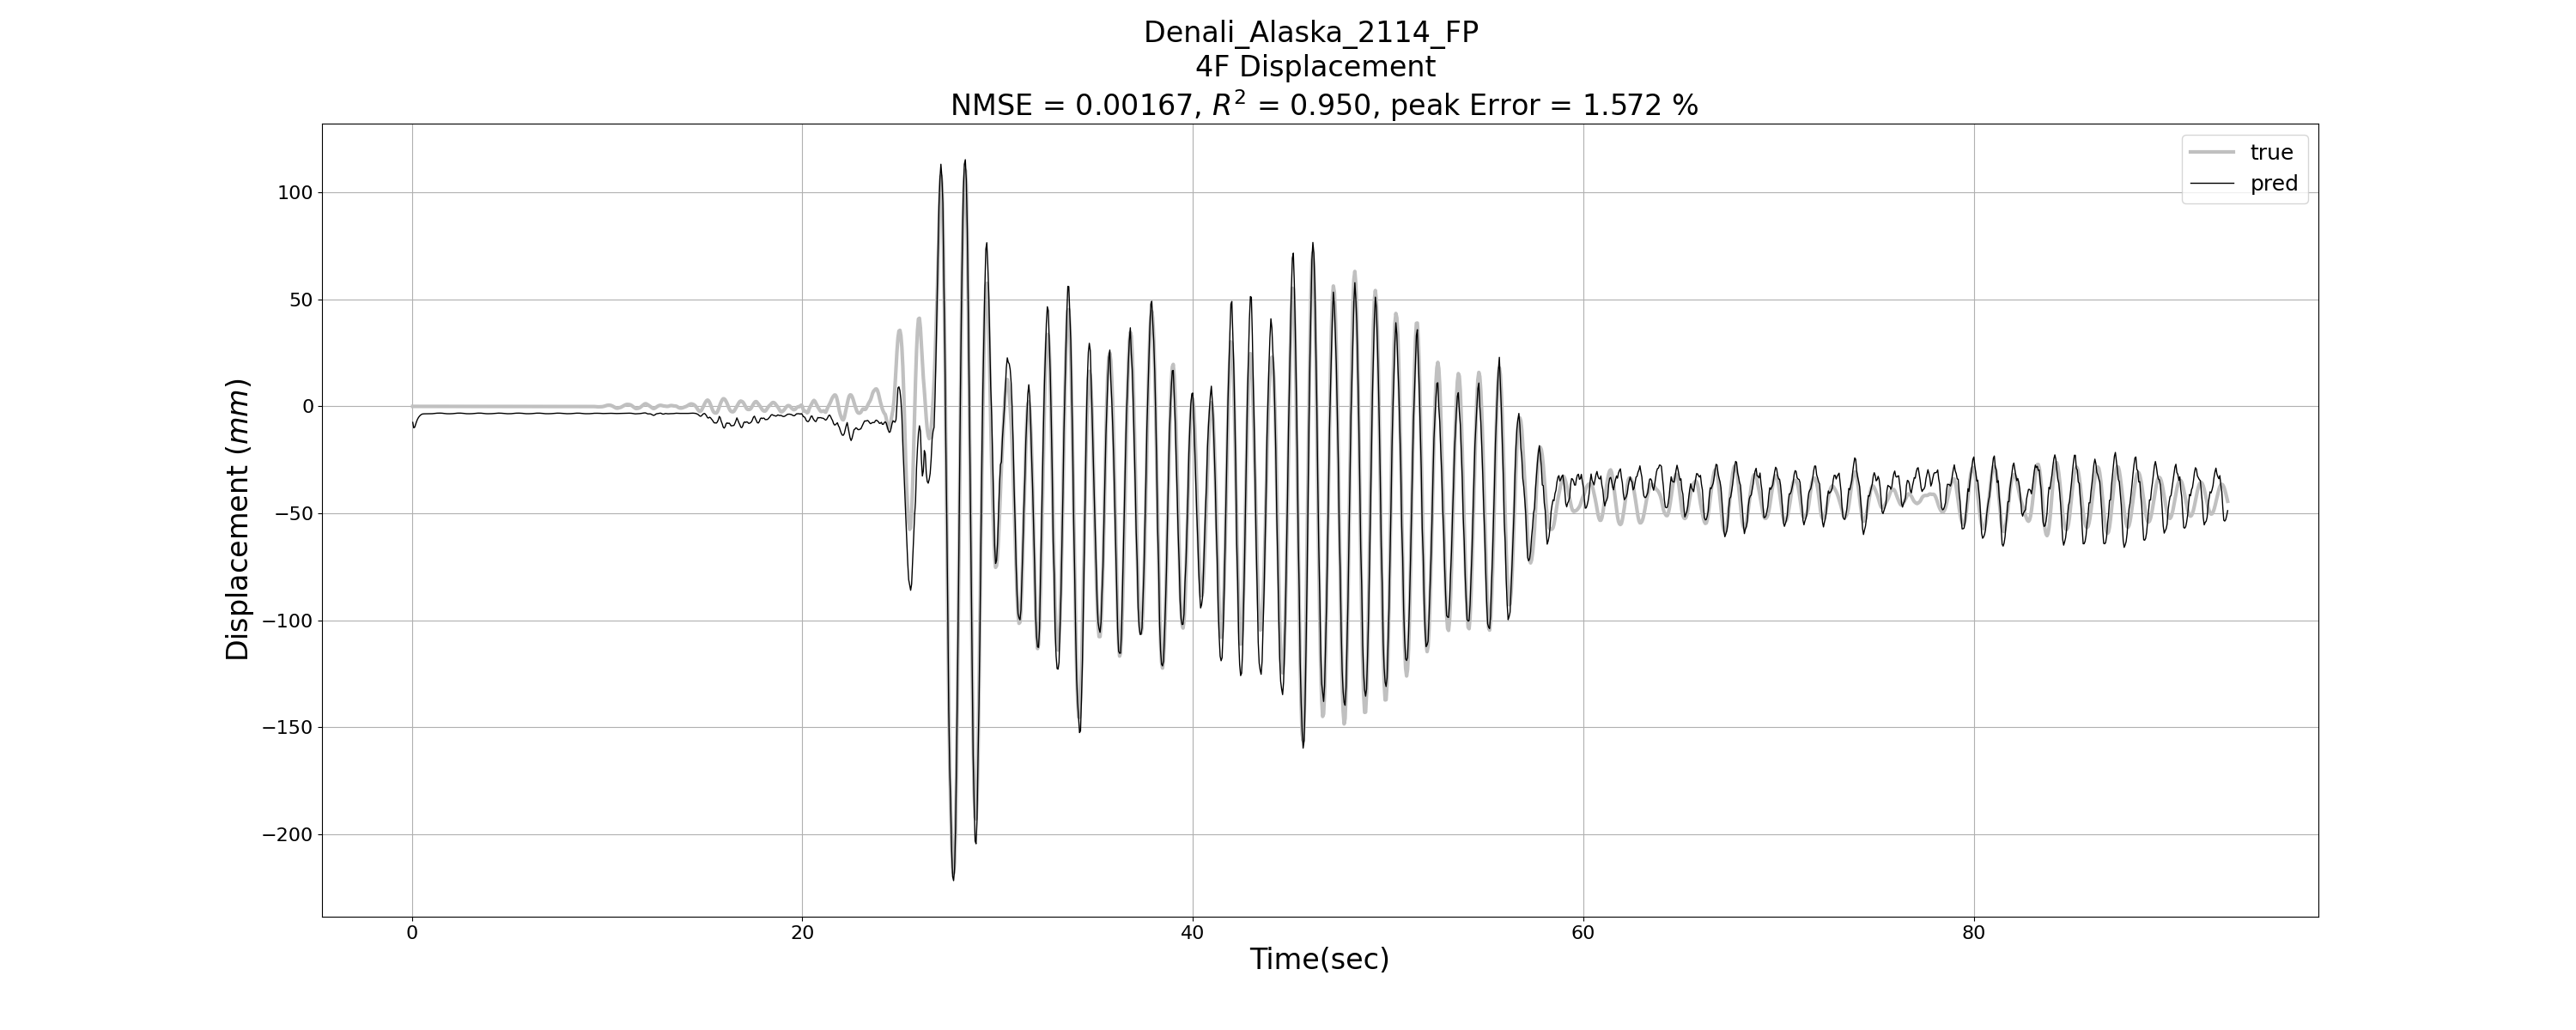 Denali_Alaska_2114_FP
4F Displacement
NMSE = 0.00167, R² = 0.950, peak Error = 1.572 %
true
pred
Displacement (mm)
100
50
0
−50
−100
−150
−200
0 20 40 60 80
Time(sec)